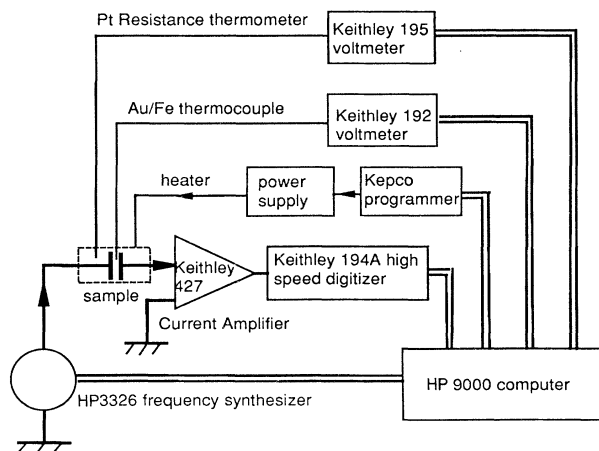 Pt Resistance thermometer
Keithley 195
voltmeter
Au/Fe thermocouple
Keithley 192
voltmeter
heater
power
supply
Kepco
programmer
Keithley
427
Keithley 194A high
speed digitizer
sample
Current Amplifier
HP 9000 computer
HP3326 frequency synthesizer